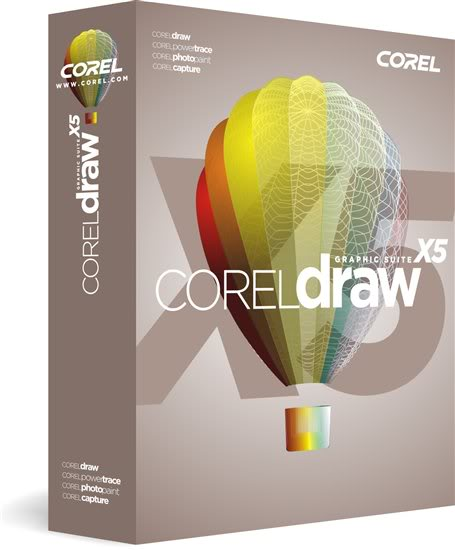 COREL
WWW.COREL.COM
CORELdraw
GRAPHIC SUITE X5
CORELdraw
CORELpowertrace
CORELphotopaint
CORELcapture
CORELdraw
CORELpowertrace
CORELphotopaint
CORELcapture
COREL
X5
GRAPHIC SUITE X5
CORELdraw